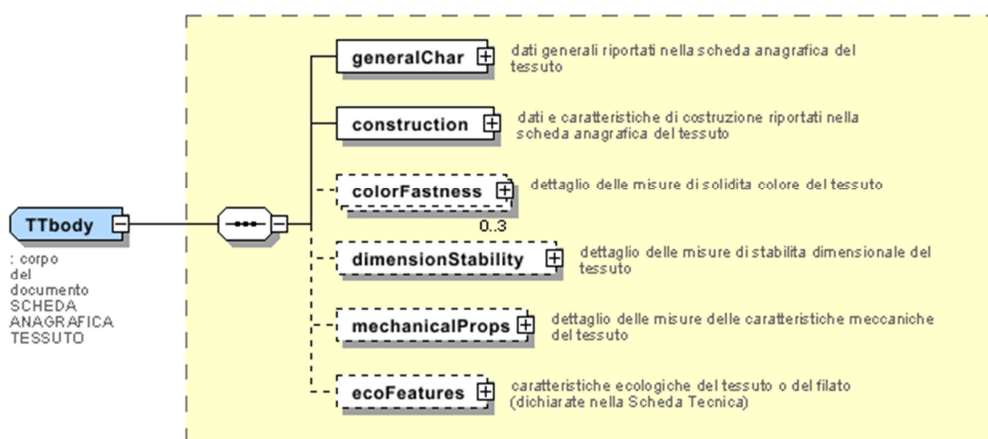 generalChar
dati generali riportati nella scheda anagrafica del
tessuto
construction
dati e caratteristiche di costruzione riportati nella
scheda anagrafica del tessuto
colorFastness
dettaglio delle misure di solidita colore del tessuto
0..3
TTbody
: corpo
del
documento
SCHEDA
ANAGRAFICA
TESSUTO
dimensionStability
dettaglio delle misure di stabilita dimensionale del
tessuto
mechanicalProps
dettaglio delle misure delle caratteristiche meccaniche
del tessuto
ecoFeatures
caratteristiche ecologiche del tessuto o del filato
(dichiarate nella Scheda Tecnica)